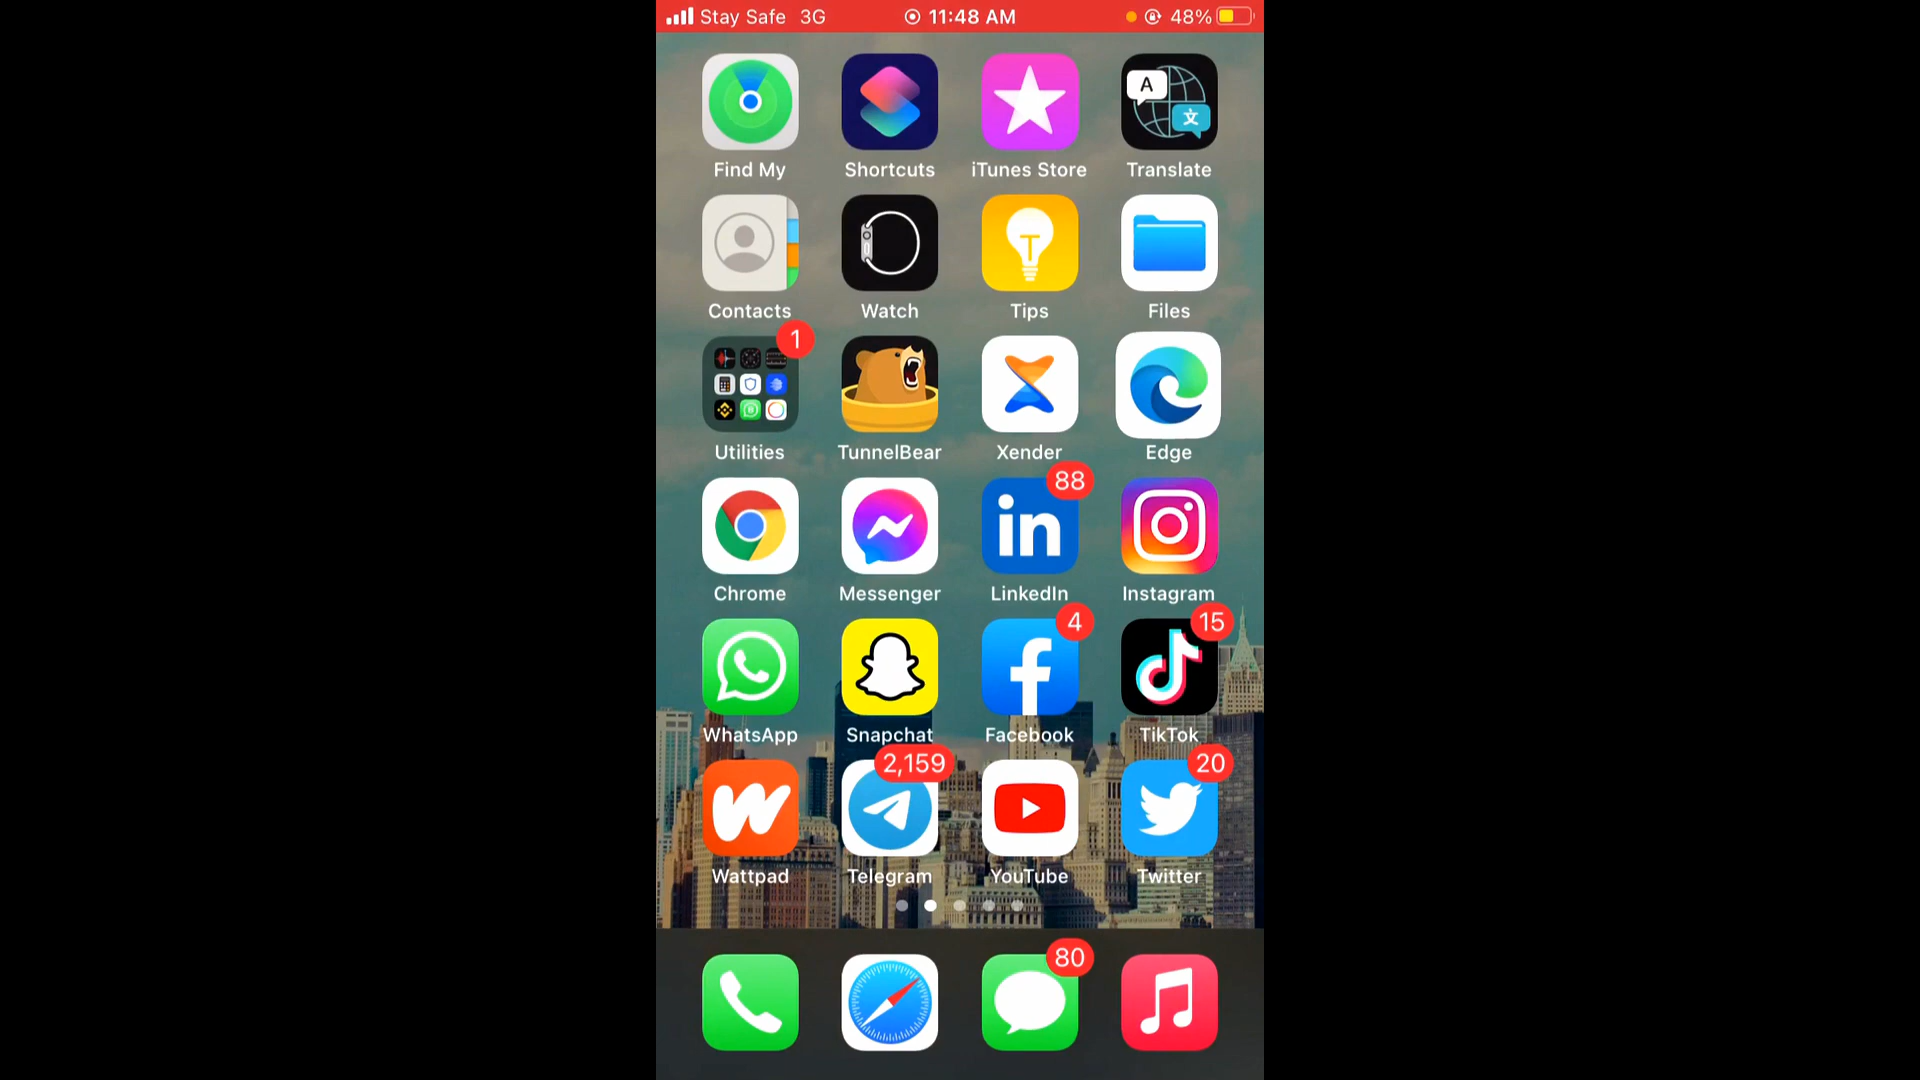 Stay Safe 3G 11:48 AM 48%
A 文
Find My Shortcuts iTunes Store Translate
Contacts Watch Tips Files
1
Utilities TunnelBear Xender Edge
88
in
Chrome Messenger LinkedIn Instagram
4 15
WhatsApp Snapchat Facebook TikTok
2,159 20
Wattpad Telegram YouTube Twitter
80